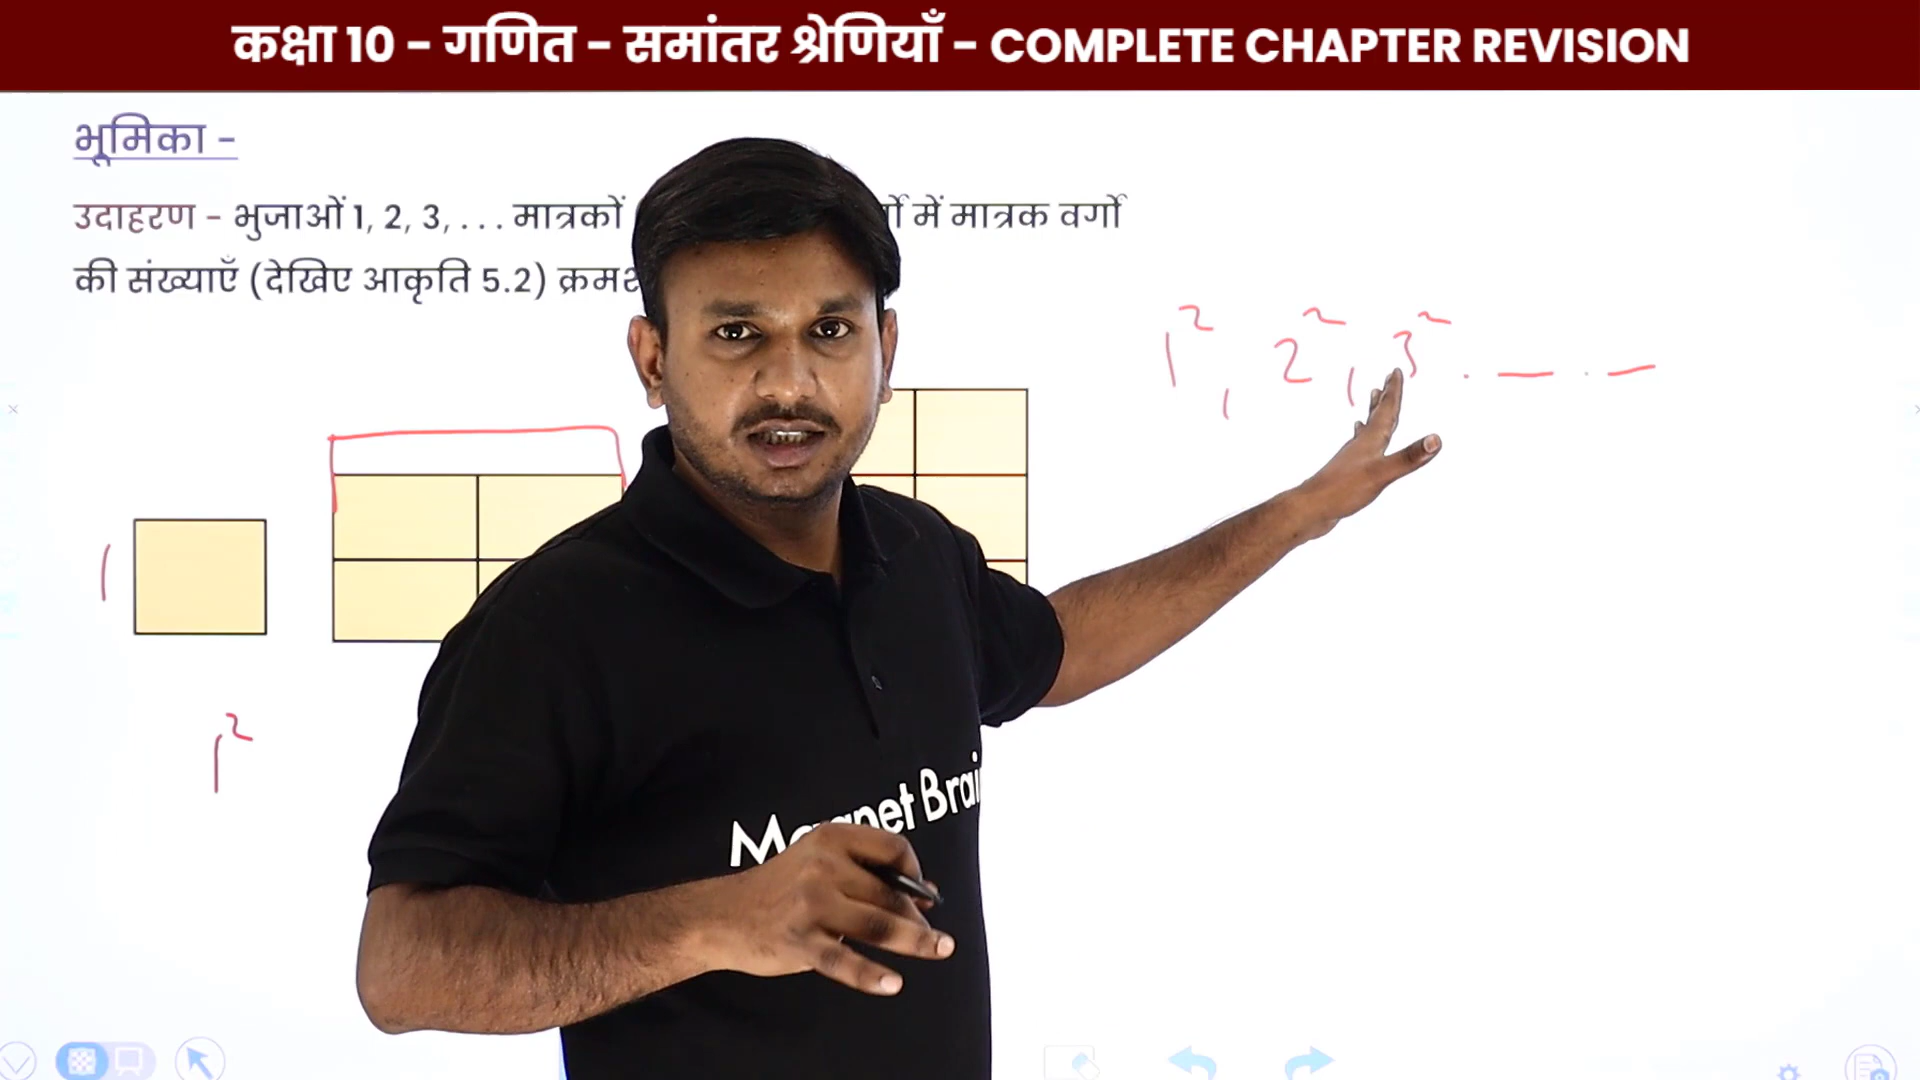 कक्षा 10 – गणित – समांतर श्रेणियाँ – COMPLETE CHAPTER REVISION
भूमिका –
उदाहरण – भुजाओं 1, 2, 3, . . . मात्रकों में मात्रक वर्गों
की संख्याएँ (देखिए आकृति 5.2)
1², 2², 3² . — . —
1
1²
Magnet Brai